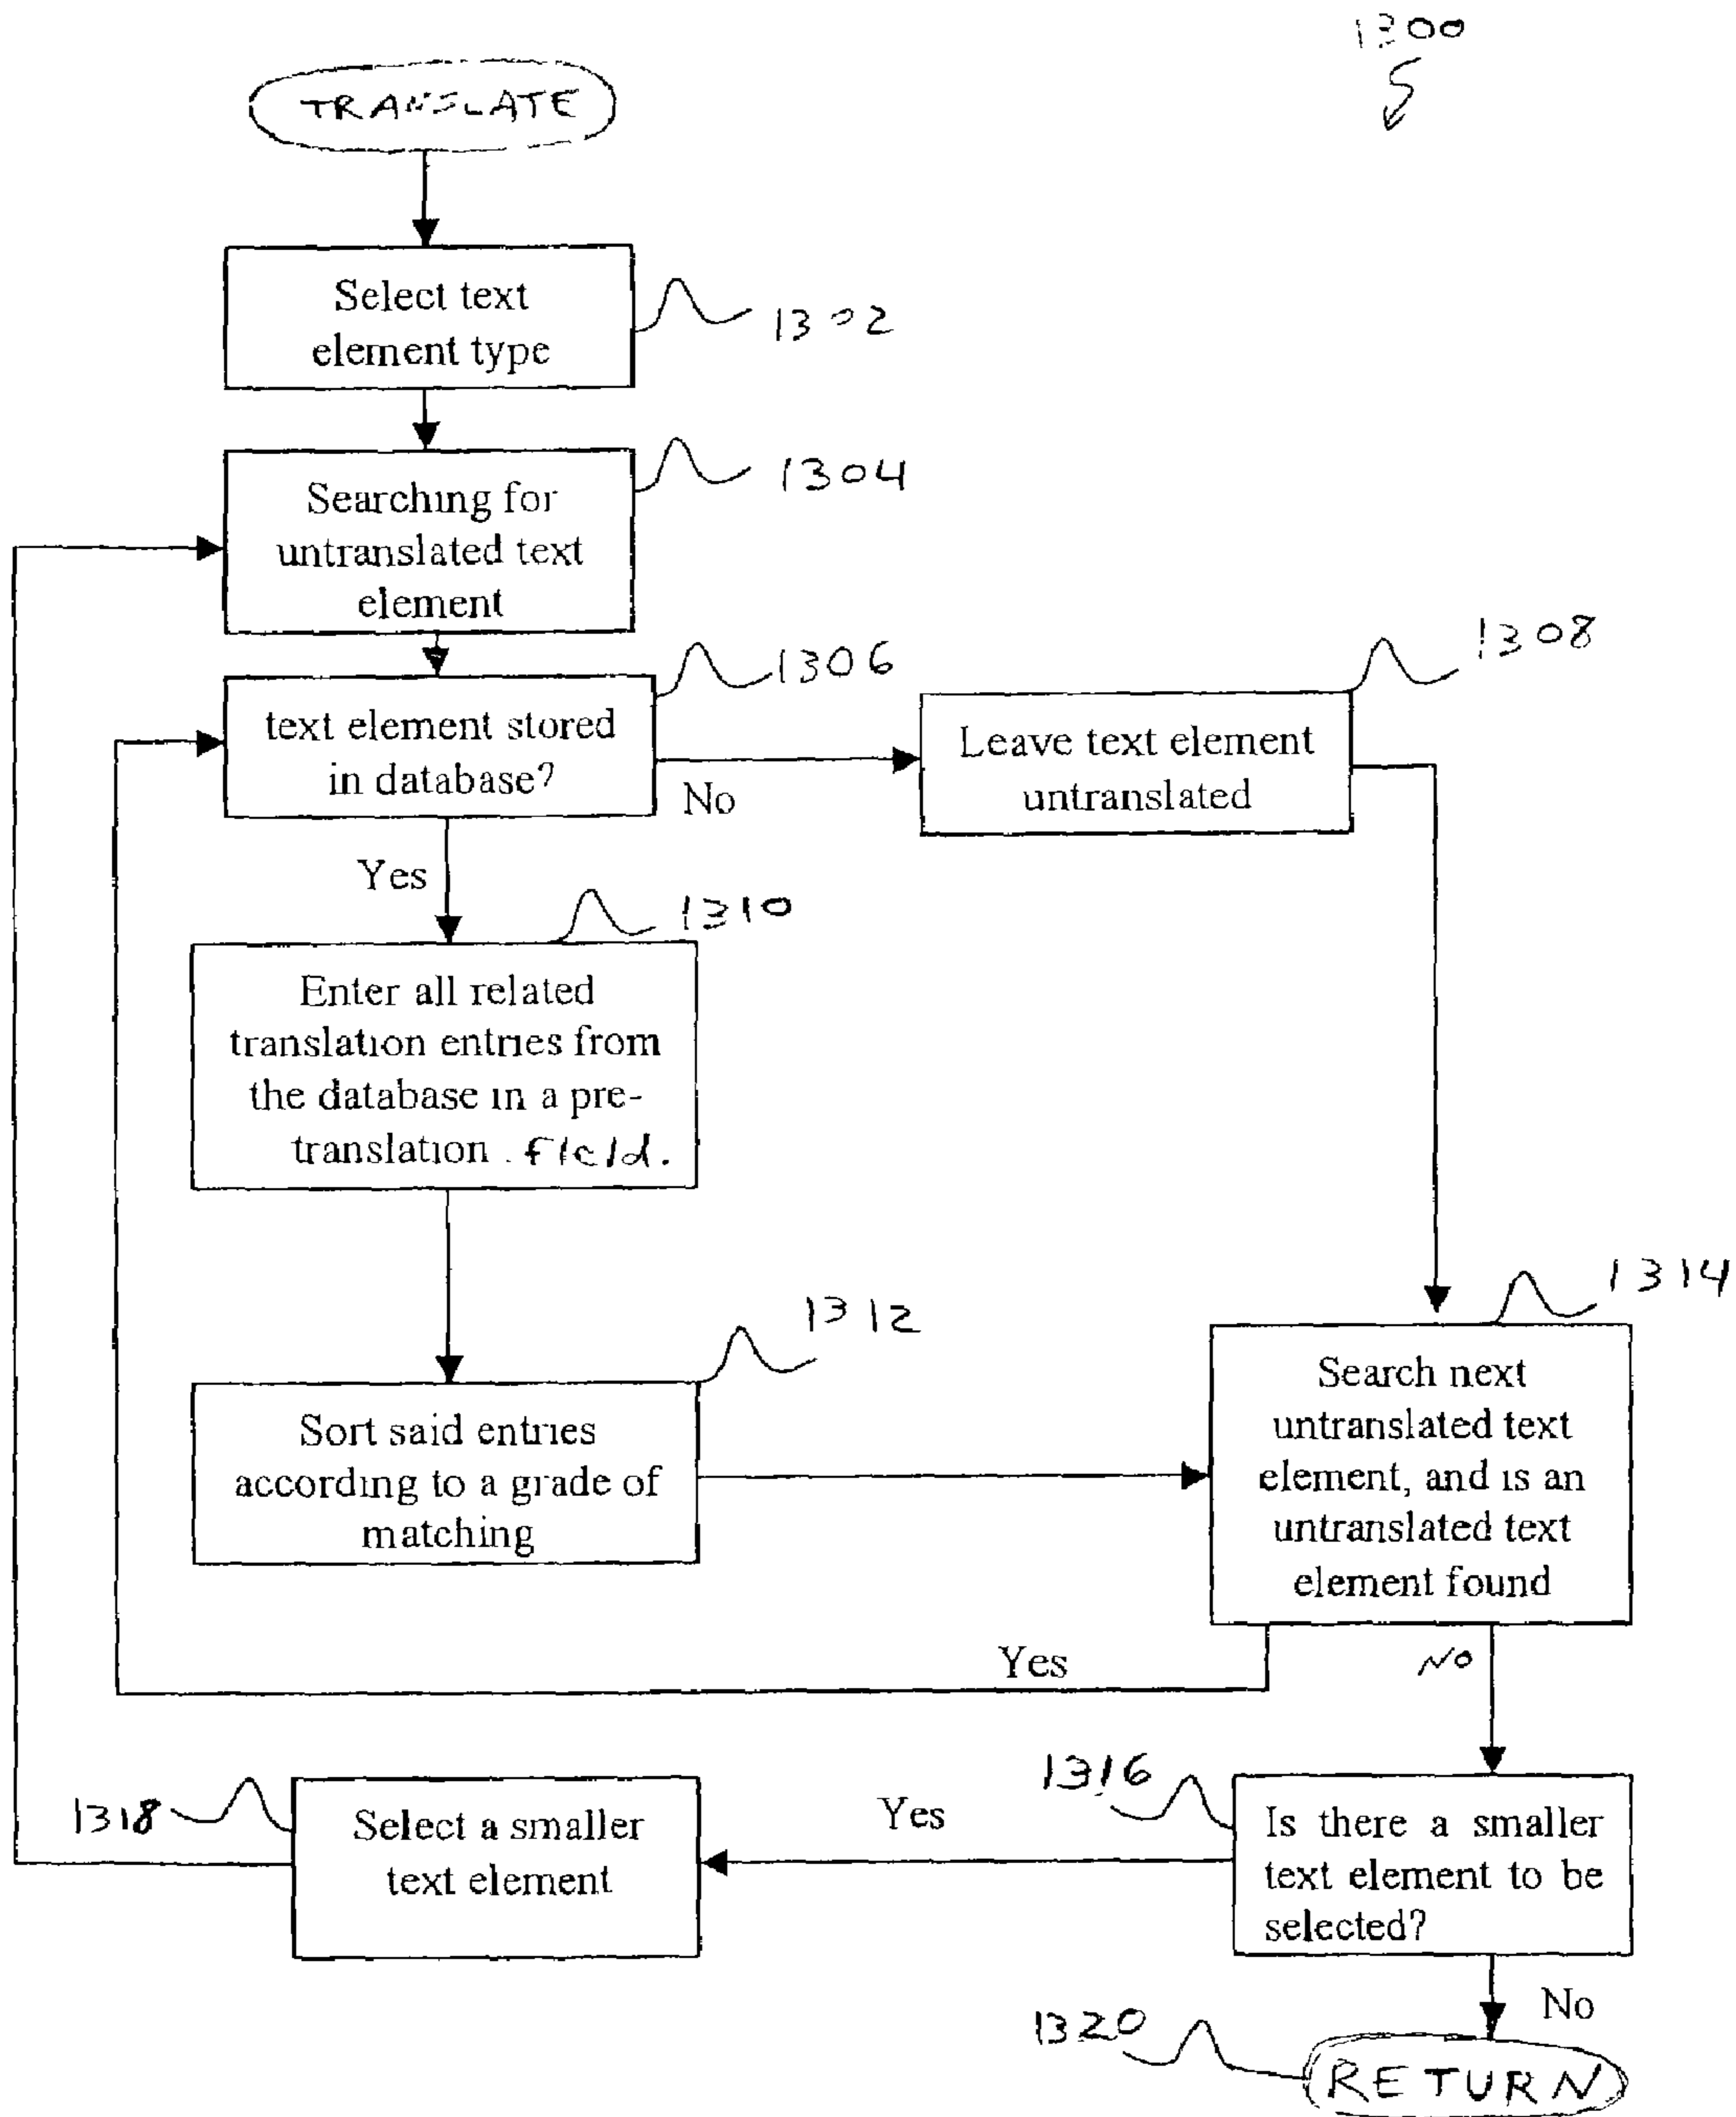 1300
TRANSLATE
Select text
element type
1302
Searching for
untranslated text
element
1304
text element stored
in database?
1306
No
Leave text element
untranslated
1308
Yes
1310
Enter all related
translation entries from
the database in a pre-
translation . field.
1312
Sort said entries
according to a grade of
matching
1314
Search next
untranslated text
element, and is an
untranslated text
element found
Yes
No
1316
Is there a smaller
text element to be
selected?
Yes
1318
Select a smaller
text element
No
1320
RETURN